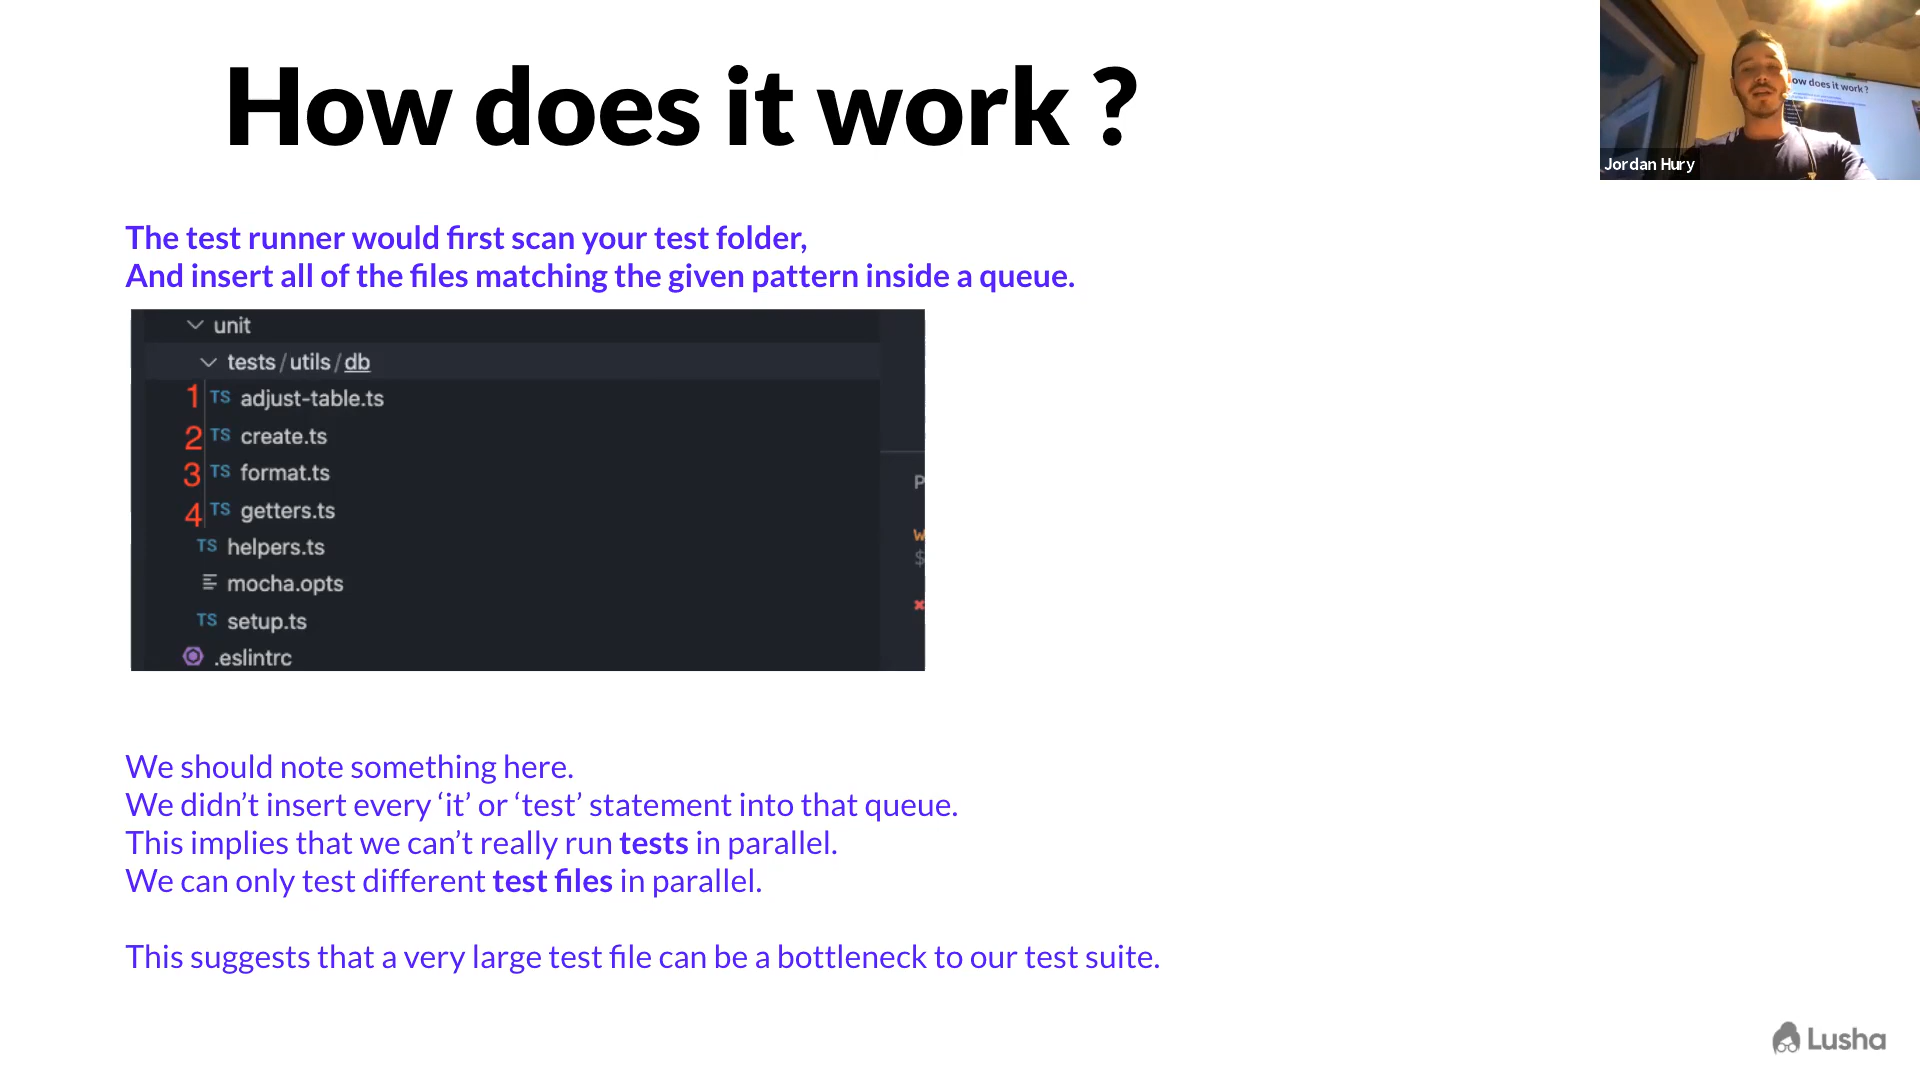 How does it work ?
ow does it work?
Jordan Hury
The test runner would first scan your test folder,
And insert all of the files matching the given pattern inside a queue.
unit
tests/utils/db
1 TS adjust-table.ts
2 TS create.ts
3 TS format.ts
4 TS getters.ts
TS helpers.ts
mocha.opts
TS setup.ts
.eslintrc
P
w
$
We should note something here.
We didn’t insert every ‘it’ or ‘test’ statement into that queue.
This implies that we can’t really run tests in parallel.
We can only test different test files in parallel.
This suggests that a very large test file can be a bottleneck to our test suite.
Lusha